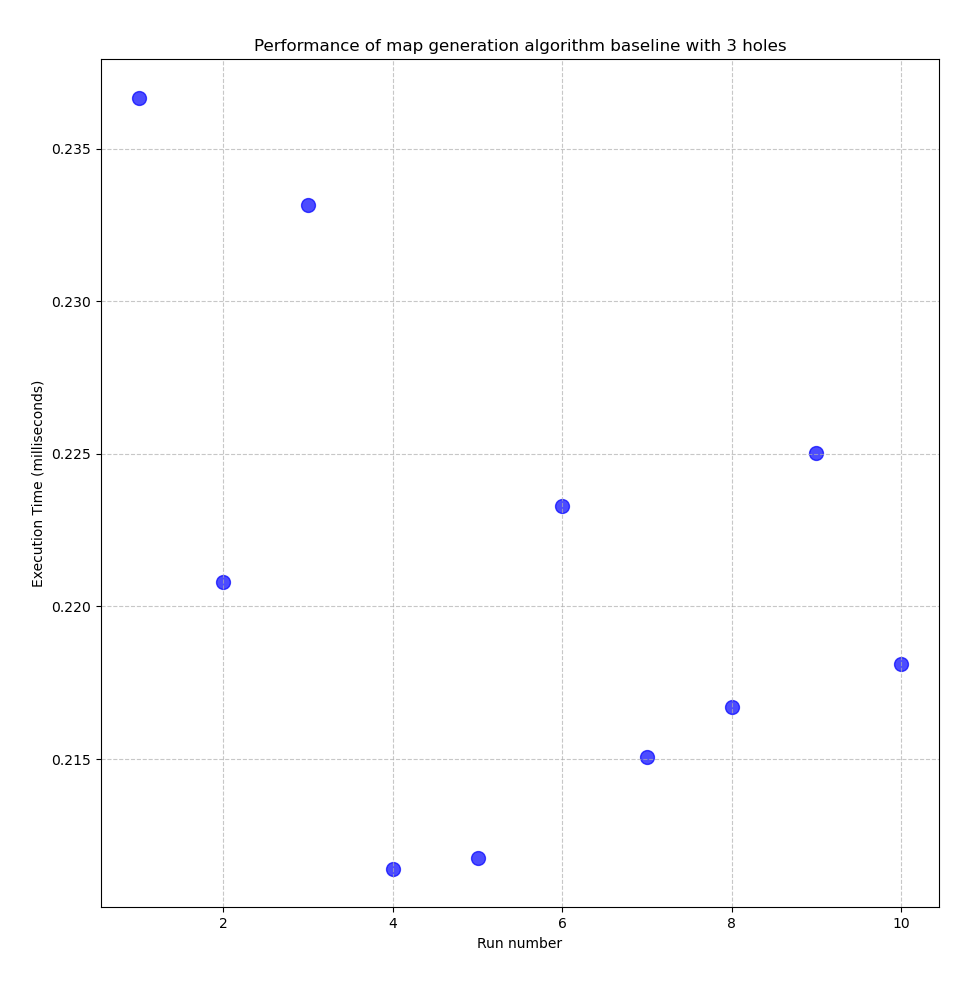 Performance of map generation algorithm baseline with 3 holes
0.235
0.230
0.225
0.220
0.215
Execution Time (milliseconds)
2 4 6 8 10
Run number